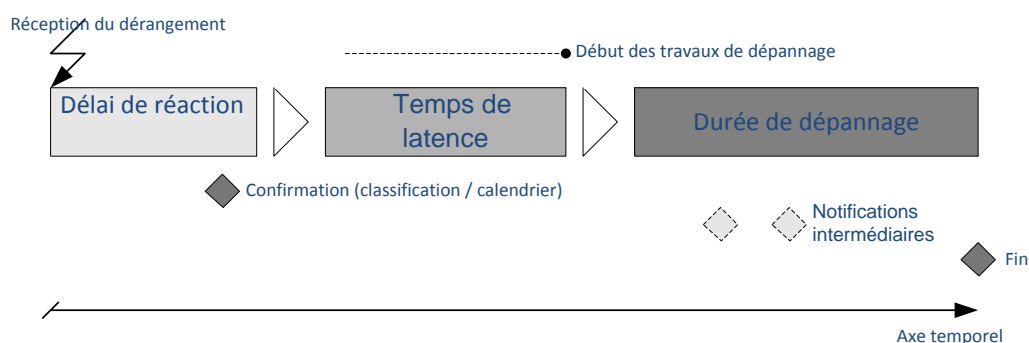 Réception du dérangement
Début des travaux de dépannage
Délai de réaction
Temps de
latence
Durée de dépannage
Confirmation (classification / calendrier)
Notifications
intermédiaires
Fin
Axe temporel